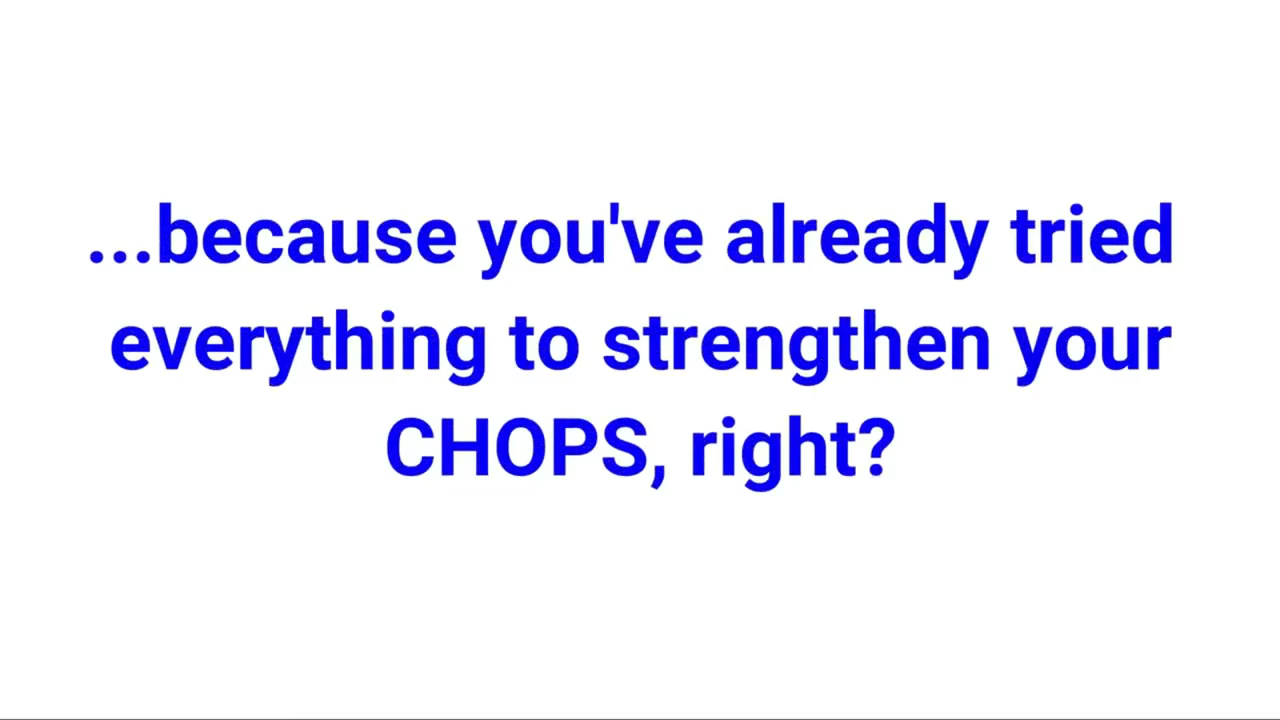 ...because you've already tried
everything to strengthen your
CHOPS, right?